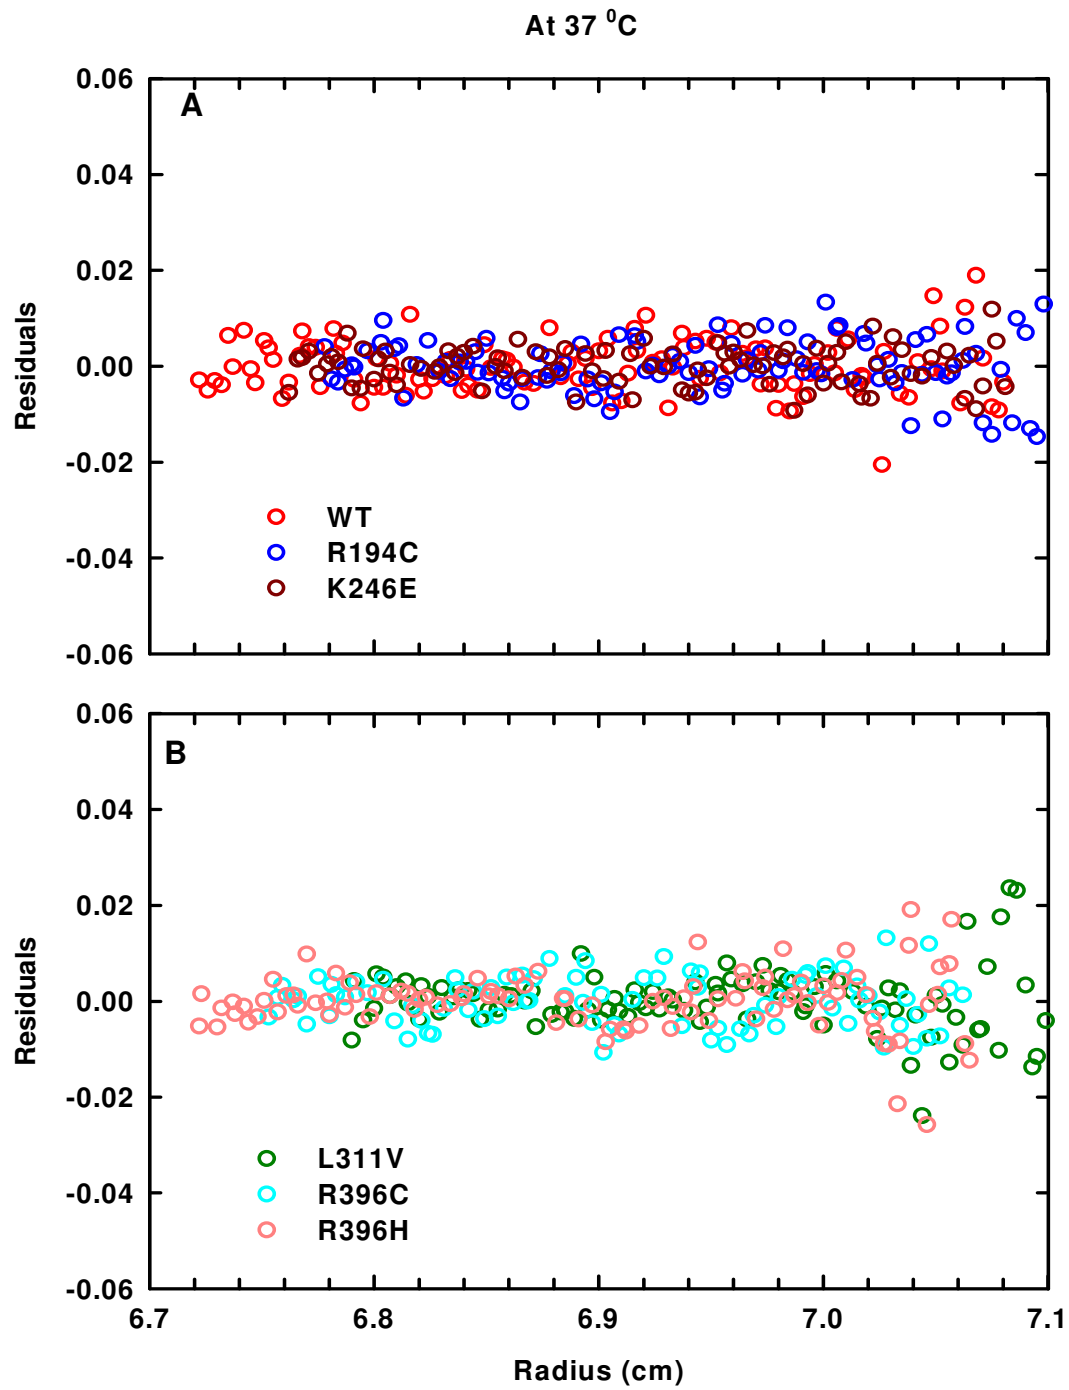 At 37 ⁰C
0.06
A
0.04
0.02
0.00
-0.02
-0.04
-0.06
Residuals
WT
R194C
K246E
0.06
B
0.04
0.02
0.00
-0.02
-0.04
-0.06
Residuals
L311V
R396C
R396H
6.7 6.8 6.9 7.0 7.1
Radius (cm)